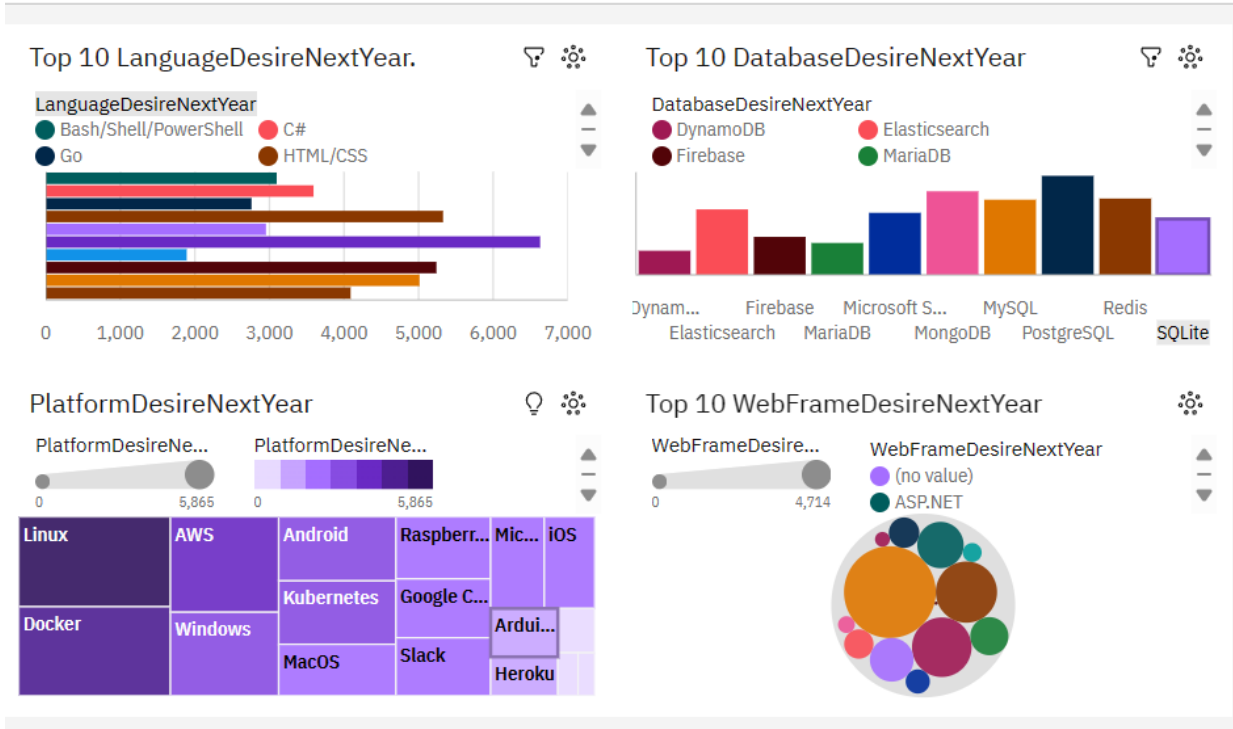 Top 10 LanguageDesireNextYear.
LanguageDesireNextYear
Bash/Shell/PowerShell C#
Go HTML/CSS
0 1,000 2,000 3,000 4,000 5,000 6,000 7,000
Top 10 DatabaseDesireNextYear
DatabaseDesireNextYear
DynamoDB Elasticsearch
Firebase MariaDB
Dynam... Firebase Microsoft S... MySQL Redis
Elasticsearch MariaDB MongoDB PostgreSQL SQLite
PlatformDesireNextYear
PlatformDesireNe... PlatformDesireNe...
0 5,865 0 5,865
Linux AWS Android Raspberr... Mic... iOS
Kubernetes Google C...
Docker Windows Ardui...
MacOS Slack
Heroku
Top 10 WebFrameDesireNextYear
WebFrameDesire... WebFrameDesireNextYear
(no value)
0 4,714 ASP.NET